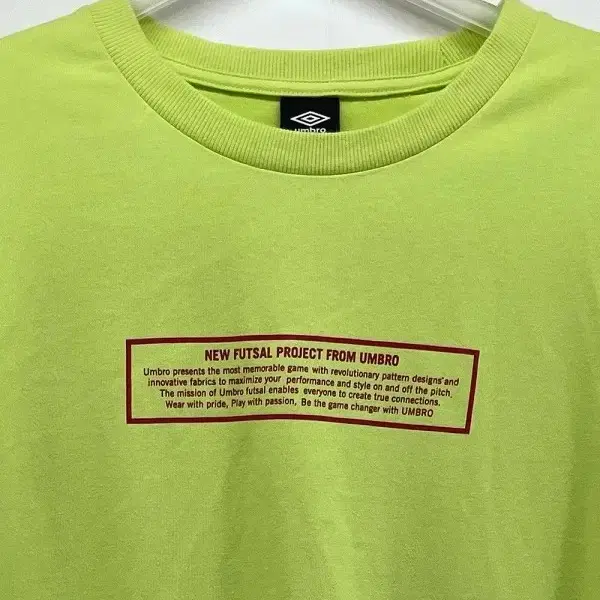 umbro
NEW FUTSAL PROJECT FROM UMBRO
Umbro presents the most memorable game with revolutionary pattern designs' and
innovative fabrics to maximize your performance and style on and off the pitch.
The mission of Umbro futsal enables everyone to create true connections.
Wear with pride, Play with passion, Be the game changer with UMBRO